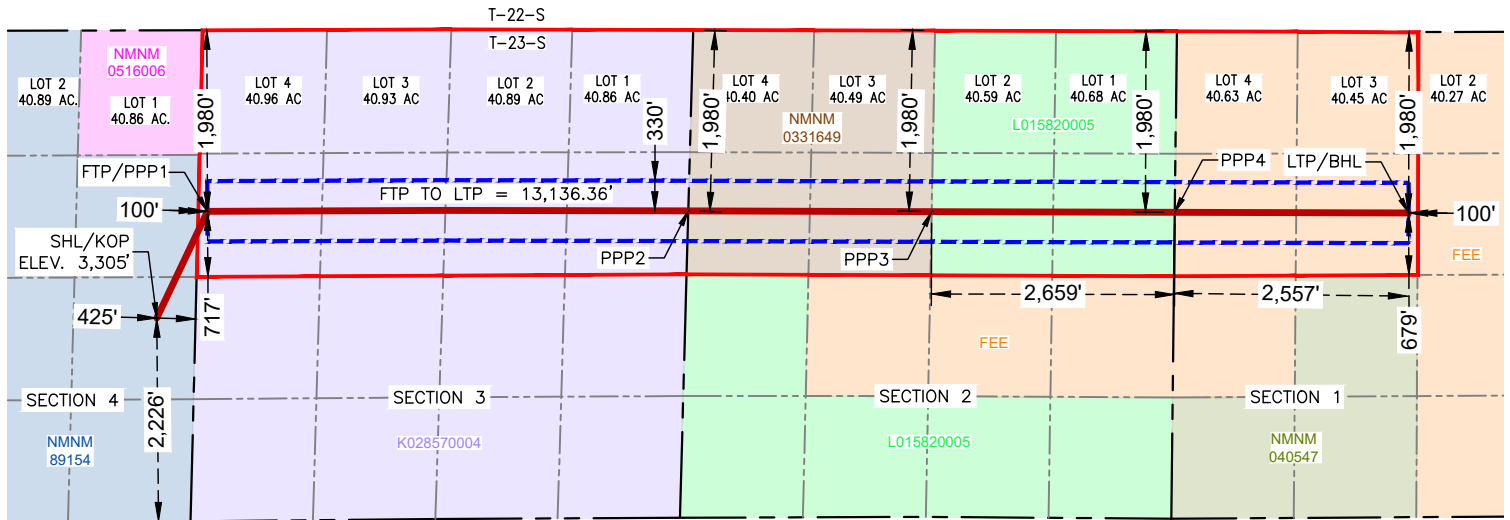 T-22-S
T-23-S
NMNM
0516006
LOT 2
40.89 AC.
LOT 1
40.86 AC.
LOT 4
40.96 AC
LOT 3
40.93 AC
LOT 2
40.89 AC
LOT 1
40.86 AC
LOT 4
40.40 AC
LOT 3
40.49 AC
LOT 2
40.59 AC
LOT 1
40.68 AC
LOT 4
40.63 AC
LOT 3
40.45 AC
LOT 2
40.27 AC
1,980'
330'
1,980'
1,980'
1,980'
1,980'
NMNM
0331649
L015820005
FTP/PPP1
PPP4
LTP/BHL
FTP TO LTP = 13,136.36'
100'
100'
SHL/KOP
ELEV. 3,305'
PPP2
PPP3
FEE
425'
717'
2,659'
2,557'
679'
FEE
SECTION 4
SECTION 3
SECTION 2
SECTION 1
2,226'
NMNM
89154
K028570004
L015820005
NMNM
040547